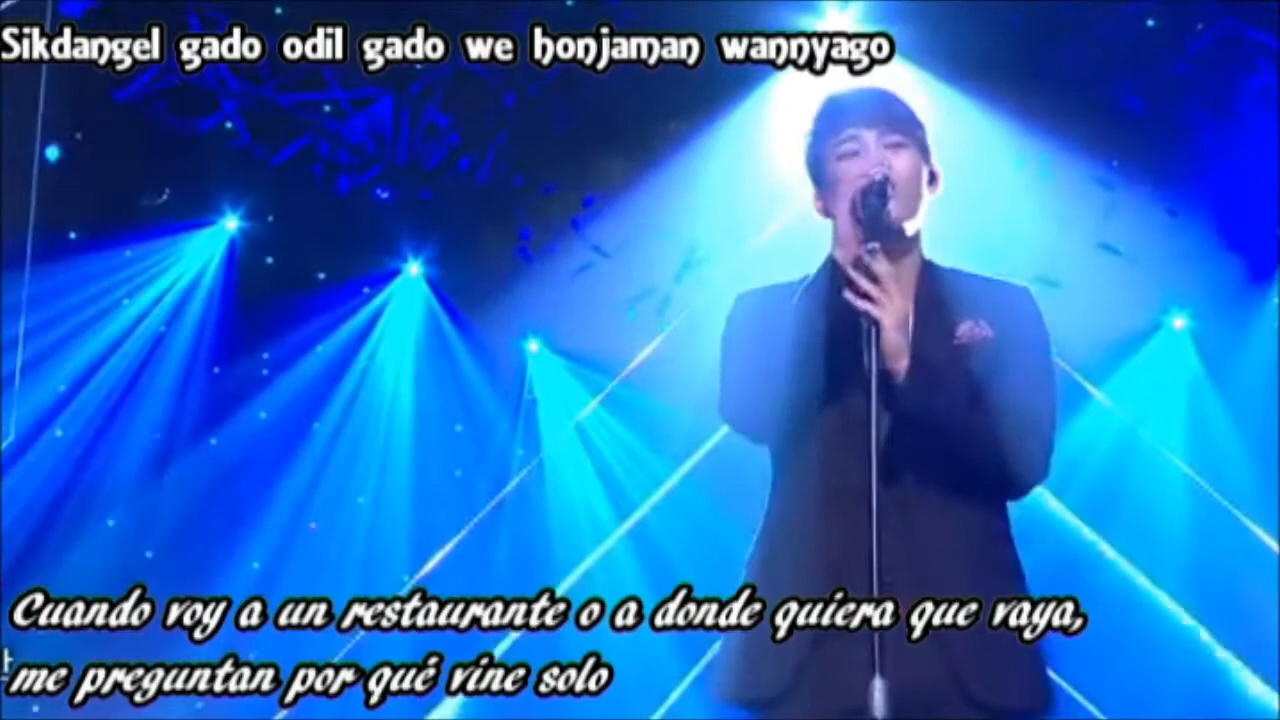 Sikdangel gado odil gado we honjaman wannyago
Cuando voy a un restaurante o a donde quiera que vaya,
me preguntan por qué vine solo